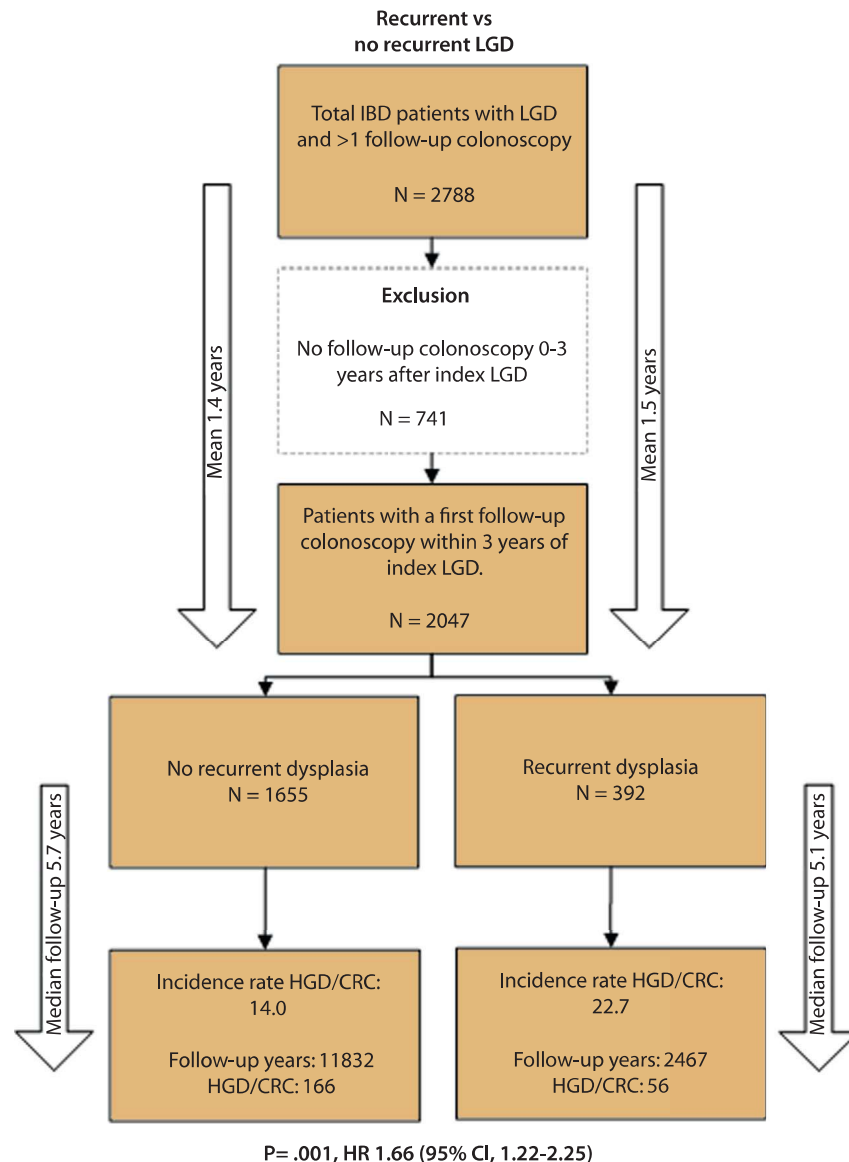 Recurrent vs
no recurrent LGD
Total IBD patients with LGD
and >1 follow-up colonoscopy
N = 2788
Mean 1.4 years
Mean 1.5 years
Exclusion
No follow-up colonoscopy 0-3
years after index LGD
N = 741
Patients with a first follow-up
colonoscopy within 3 years of
index LGD.
N = 2047
No recurrent dysplasia
N = 1655
Recurrent dysplasia
N = 392
Median follow-up 5.7 years
Median follow-up 5.1 years
Incidence rate HGD/CRC:
14.0
Follow-up years: 11832
HGD/CRC: 166
Incidence rate HGD/CRC:
22.7
Follow-up years: 2467
HGD/CRC: 56
P= .001, HR 1.66 (95% CI, 1.22-2.25)